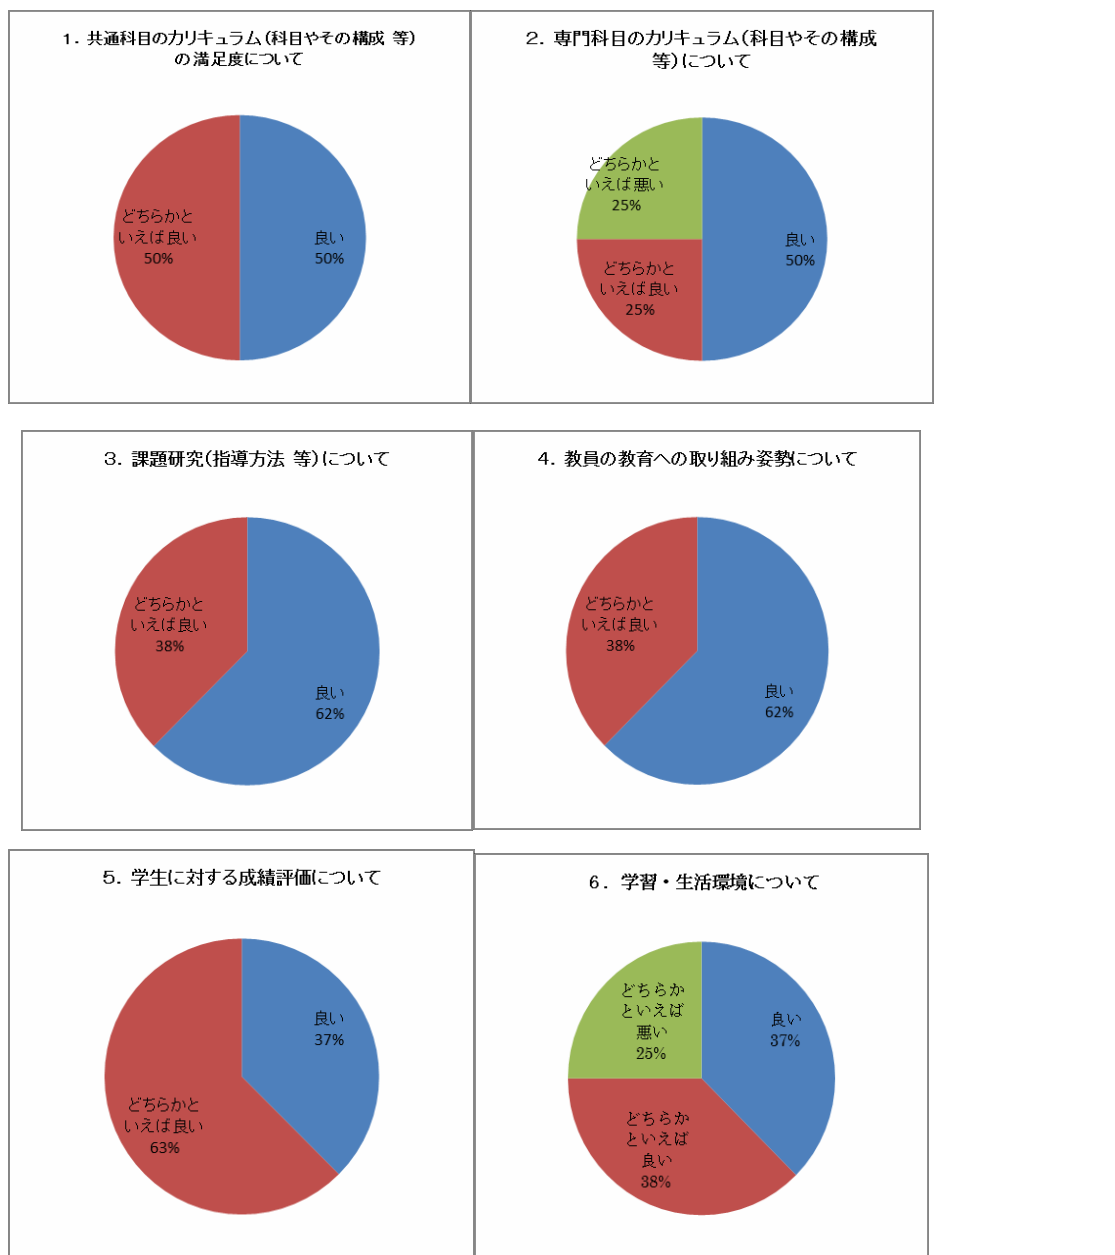 1. 共通科目のカリキュラム(科目やその構成 等)
の満足度について
どちらかと
いえば良い
50%
良い
50%
2. 専門科目のカリキュラム(科目やその構成
等)について
どちらかと
いえば悪い
25%
どちらかと
いえば良い
25%
良い
50%
3. 課題研究(指導方法 等)について
どちらかと
いえば良い
38%
良い
62%
4. 教員の教育への取り組み姿勢について
どちらかと
いえば良い
38%
良い
62%
5. 学生に対する成績評価について
良い
37%
どちらかと
いえば良い
63%
6. 学習・生活環境について
どちらか
といえば
悪い
25%
良い
37%
どちらか
といえば
良い
38%